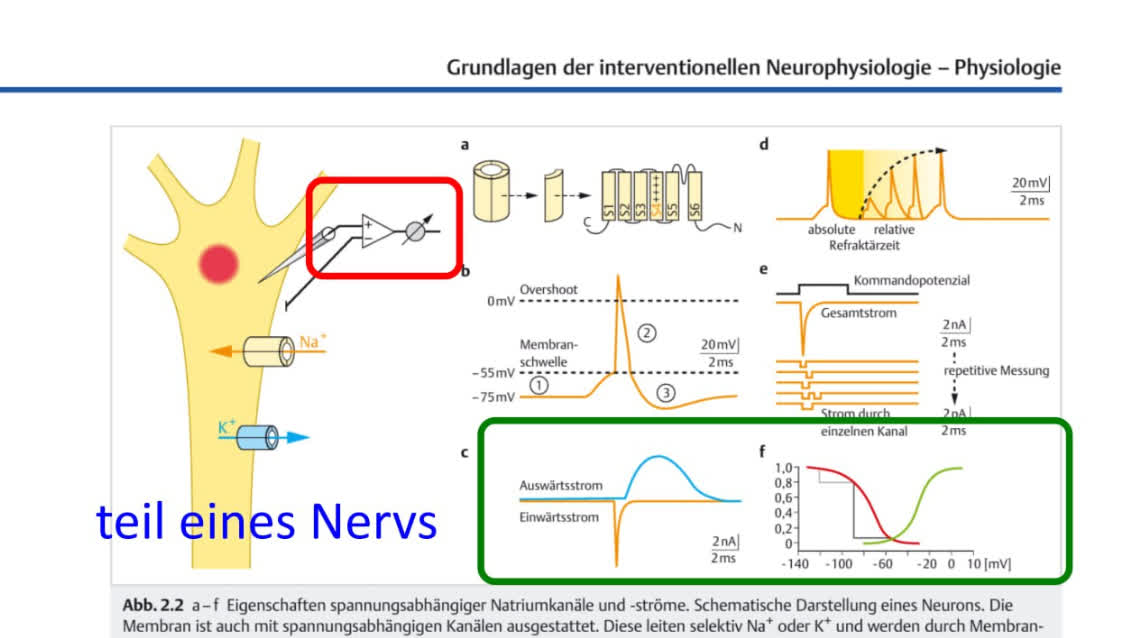 Grundlagen der interventionellen Neurophysiologie – Physiologie
a
C
S1
S2
S3
S4
++++
S5
S6
N
d
20 mV
2 ms
absolute relative
Refraktärzeit
+
–
Na⁺
K⁺
b
Overshoot
0 mV
Membran-
schwelle
–55 mV
–75 mV
1
2
3
20 mV
2 ms
e
Kommandopotenzial
Gesamtstrom
2 nA
2 ms
repetitive Messung
Strom durch
einzelnen Kanal
2 nA
2 ms
c
Auswärtsstrom
Einwärtsstrom
2 nA
2 ms
f
1,0
0,8
0,6
0,4
0,2
0
-140 -100 -60 -20 0 10 [mV]
teil eines Nervs
Abb. 2.2 a–f Eigenschaften spannungsabhängiger Natriumkanäle und -ströme. Schematische Darstellung eines Neurons. Die
Membran ist auch mit spannungsabhängigen Kanälen ausgestattet. Diese leiten selektiv Na⁺ oder K⁺ und werden durch Membran-